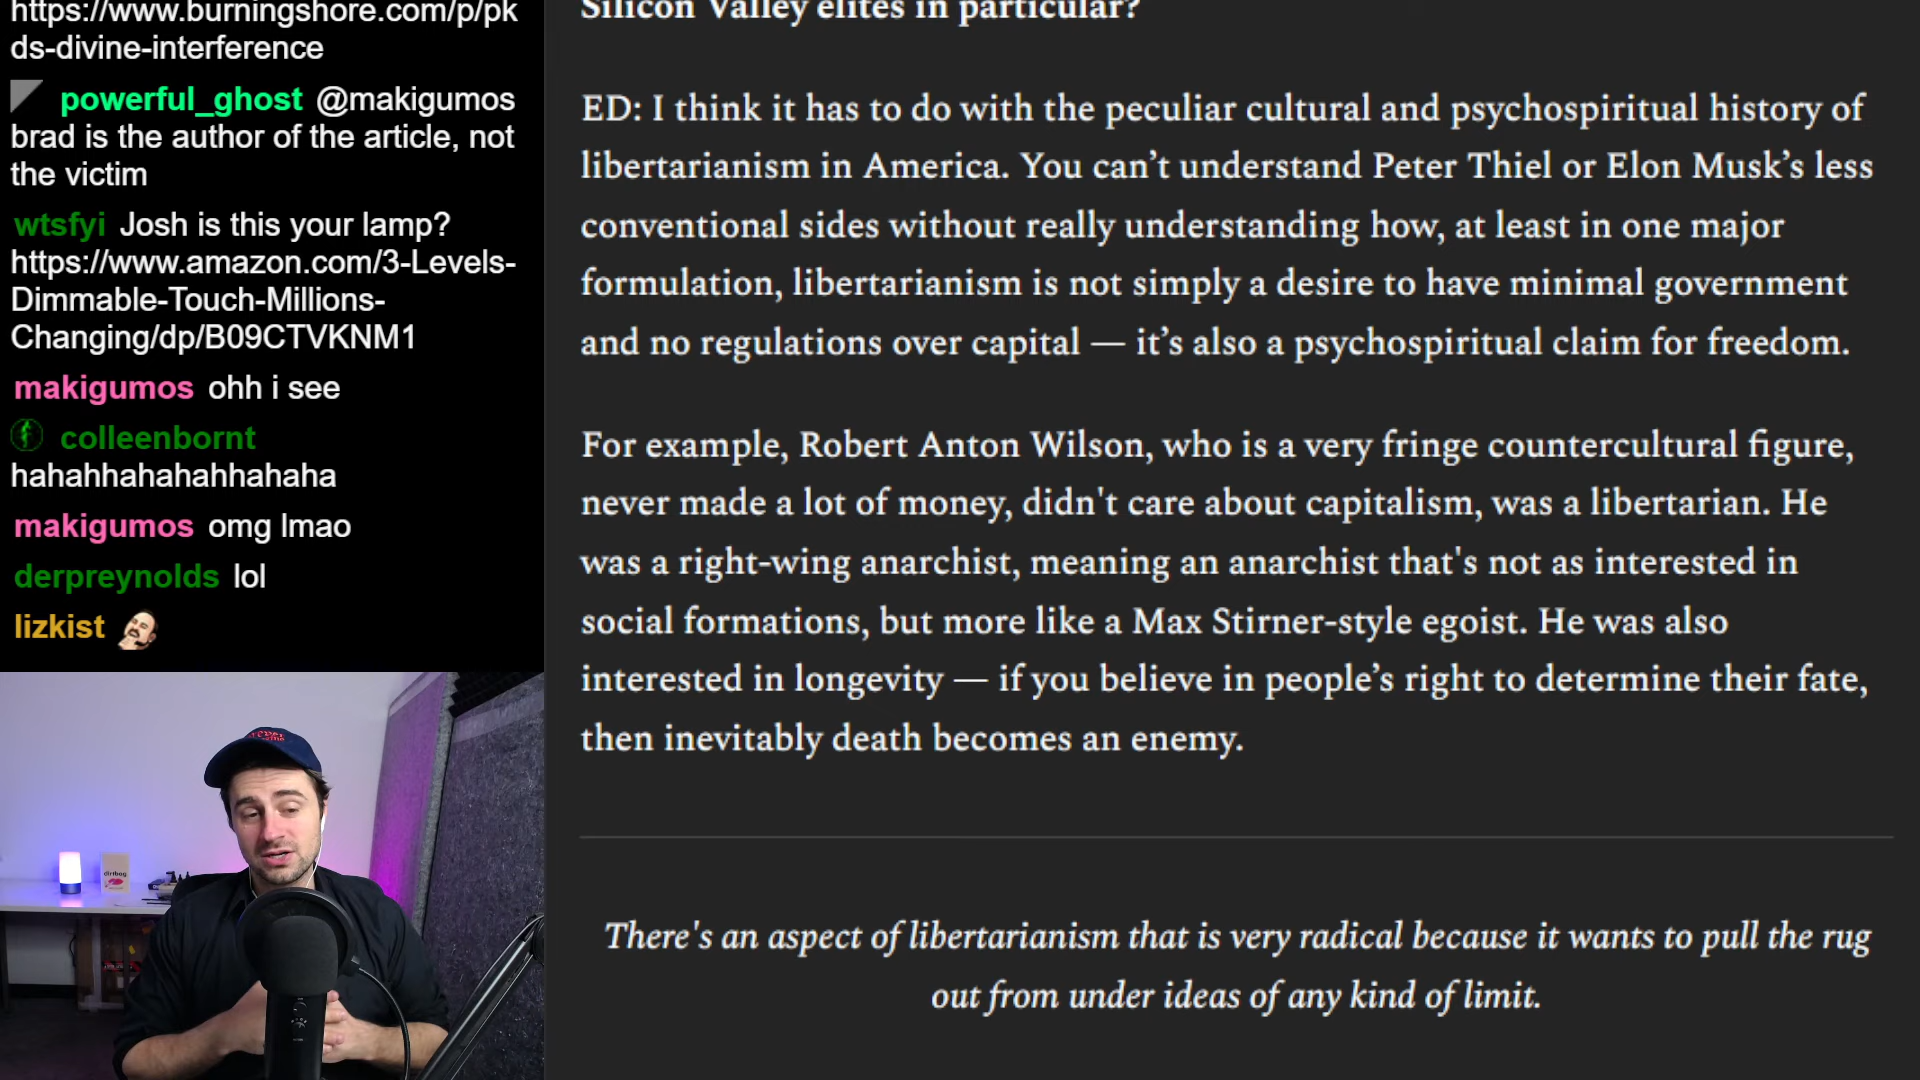 https://www.burningshore.com/p/pk
ds-divine-interference
powerful_ghost @makigumos
brad is the author of the article, not
the victim
wtsfyi Josh is this your lamp?
https://www.amazon.com/3-Levels-
Dimmable-Touch-Millions-
Changing/dp/B09CTVKNM1
makigumos ohh i see
colleenbornt
hahahhahahahhahaha
makigumos omg lmao
derpreynolds lol
lizkist
dirtbag
Silicon Valley elites in particular?
ED: I think it has to do with the peculiar cultural and psychospiritual history of
libertarianism in America. You can’t understand Peter Thiel or Elon Musk’s less
conventional sides without really understanding how, at least in one major
formulation, libertarianism is not simply a desire to have minimal government
and no regulations over capital — it’s also a psychospiritual claim for freedom.
For example, Robert Anton Wilson, who is a very fringe countercultural figure,
never made a lot of money, didn't care about capitalism, was a libertarian. He
was a right-wing anarchist, meaning an anarchist that's not as interested in
social formations, but more like a Max Stirner-style egoist. He was also
interested in longevity — if you believe in people’s right to determine their fate,
then inevitably death becomes an enemy.
There's an aspect of libertarianism that is very radical because it wants to pull the rug
out from under ideas of any kind of limit.